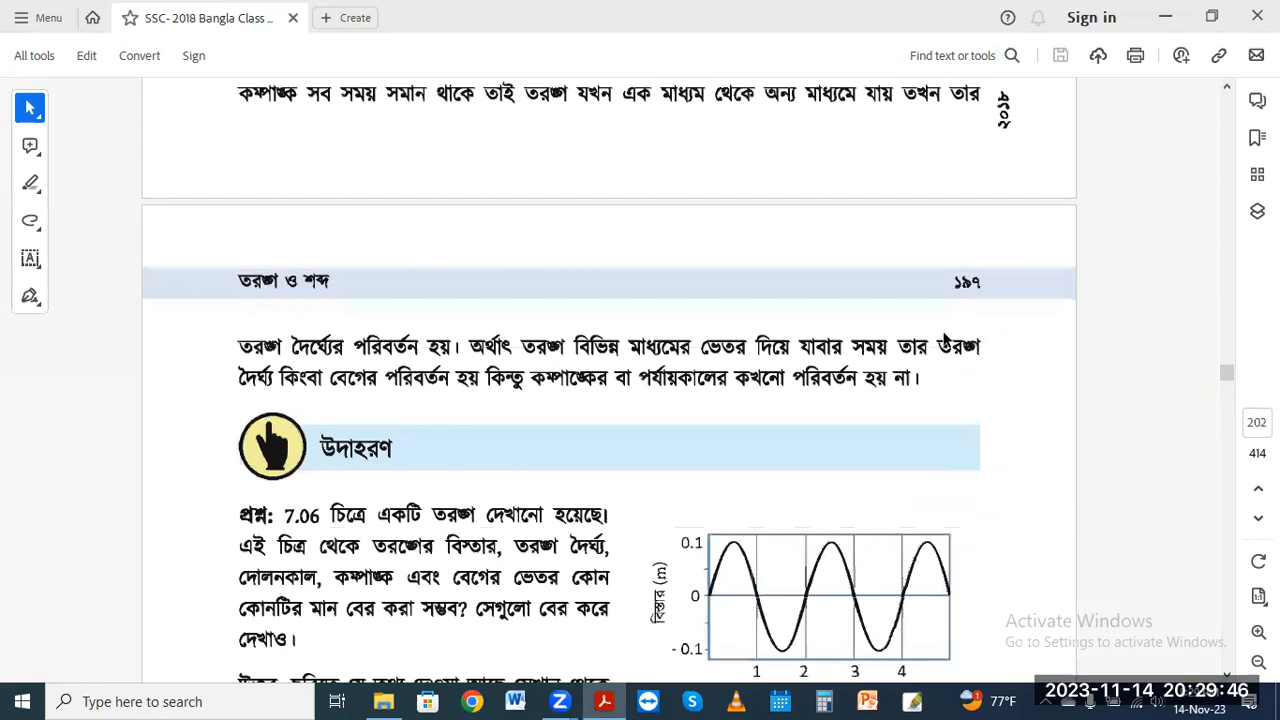 Menu
SSC- 2018 Bangla Class ...
Create
Sign in
All tools
Edit
Convert
Sign
Find text or tools
কম্পাঙ্ক সব সময় সমান থাকে তাই তরঙ্গ যখন এক মাধ্যম থেকে অন্য মাধ্যমে যায় তখন তার
২০১৮
তরঙ্গ ও শব্দ
১৯৭
তরঙ্গ দৈর্ঘ্যের পরিবর্তন হয়। অর্থাৎ তরঙ্গ বিভিন্ন মাধ্যমের ভেতর দিয়ে যাবার সময় তার তরঙ্গ
দৈর্ঘ্য কিংবা বেগের পরিবর্তন হয় কিন্তু কম্পাঙ্কের বা পর্যায়কালের কখনো পরিবর্তন হয় না।
উদাহরণ
প্রশ্ন: 7.06 চিত্রে একটি তরঙ্গ দেখানো হয়েছে।
এই চিত্র থেকে তরঙ্গের বিস্তার, তরঙ্গ দৈর্ঘ্য,
দোলনকাল, কম্পাঙ্ক এবং বেগের ভেতর কোন
কোনটির মান বের করা সম্ভব? সেগুলো বের করে
দেখাও।
0.1
0
- 0.1
বিস্তার (m)
1 2 3 4
202
414
Activate Windows
Go to Settings to activate Windows.
Type here to search
77°F
2023-11-14 20:29:46
14-Nov-23